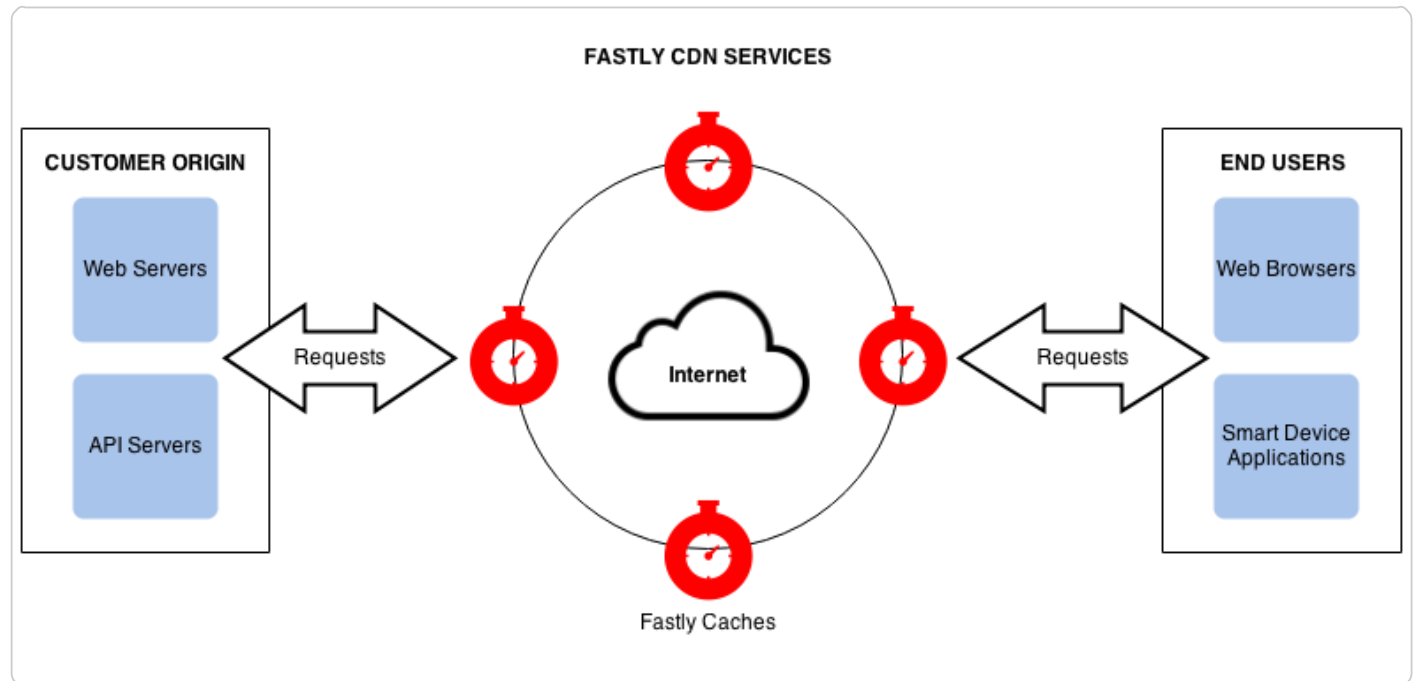 FASTLY CDN SERVICES
CUSTOMER ORIGIN
Web Servers
API Servers
Requests
Internet
Fastly Caches
Requests
END USERS
Web Browsers
Smart Device
Applications